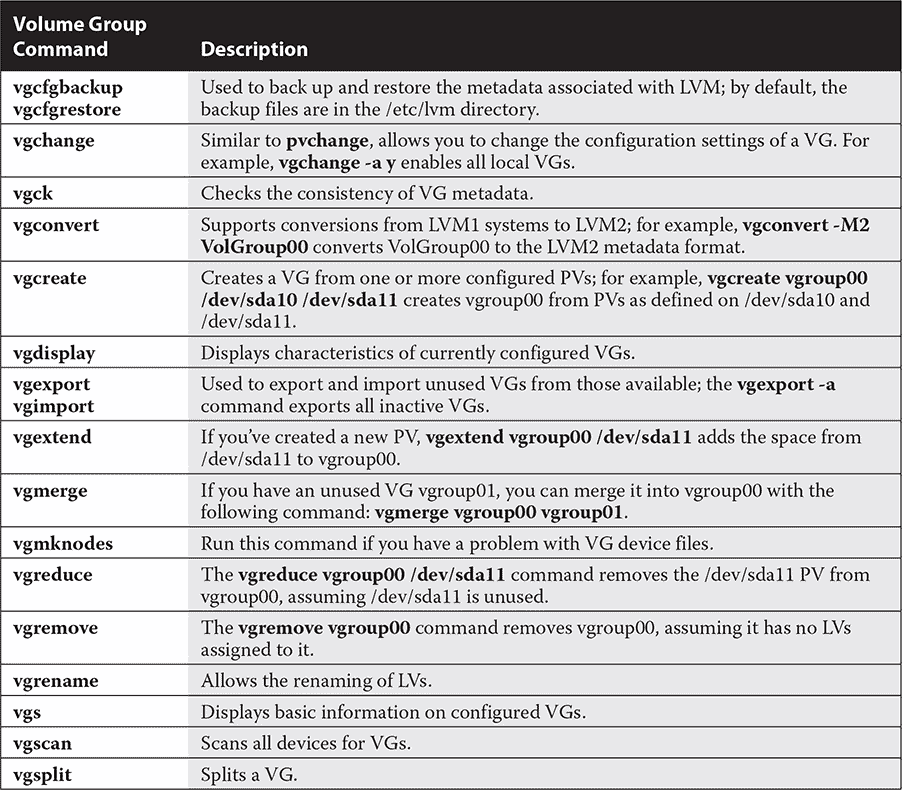 Volume Group
Command Description
vgcfgbackup Used to back up and restore the metadata associated with LVM; by default, the
vgcfgrestore backup files are in the /etc/lvm directory.
vgchange Similar to pvchange, allows you to change the configuration settings of a VG. For
example, vgchange -a y enables all local VGs.
vgck Checks the consistency of VG metadata.
vgconvert Supports conversions from LVM1 systems to LVM2; for example, vgconvert -M2
VolGroup00 converts VolGroup00 to the LVM2 metadata format.
vgcreate Creates a VG from one or more configured PVs; for example, vgcreate vgroup00
/dev/sda10 /dev/sda11 creates vgroup00 from PVs as defined on /dev/sda10 and
/dev/sda11.
vgdisplay Displays characteristics of currently configured VGs.
vgexport Used to export and import unused VGs from those available; the vgexport -a
vgimport command exports all inactive VGs.
vgextend If you've created a new PV, vgextend vgroup00 /dev/sda11 adds the space from
/dev/sda11 to vgroup00.
vgmerge If you have an unused VG vgroup01, you can merge it into vgroup00 with the
following command: vgmerge vgroup00 vgroup01.
vgmknodes Run this command if you have a problem with VG device files.
vgreduce The vgreduce vgroup00 /dev/sda11 command removes the /dev/sda11 PV from
vgroup00, assuming /dev/sda11 is unused.
vgremove The vgremove vgroup00 command removes vgroup00, assuming it has no LVs
assigned to it.
vgrename Allows the renaming of LVs.
vgs Displays basic information on configured VGs.
vgscan Scans all devices for VGs.
vgsplit Splits a VG.